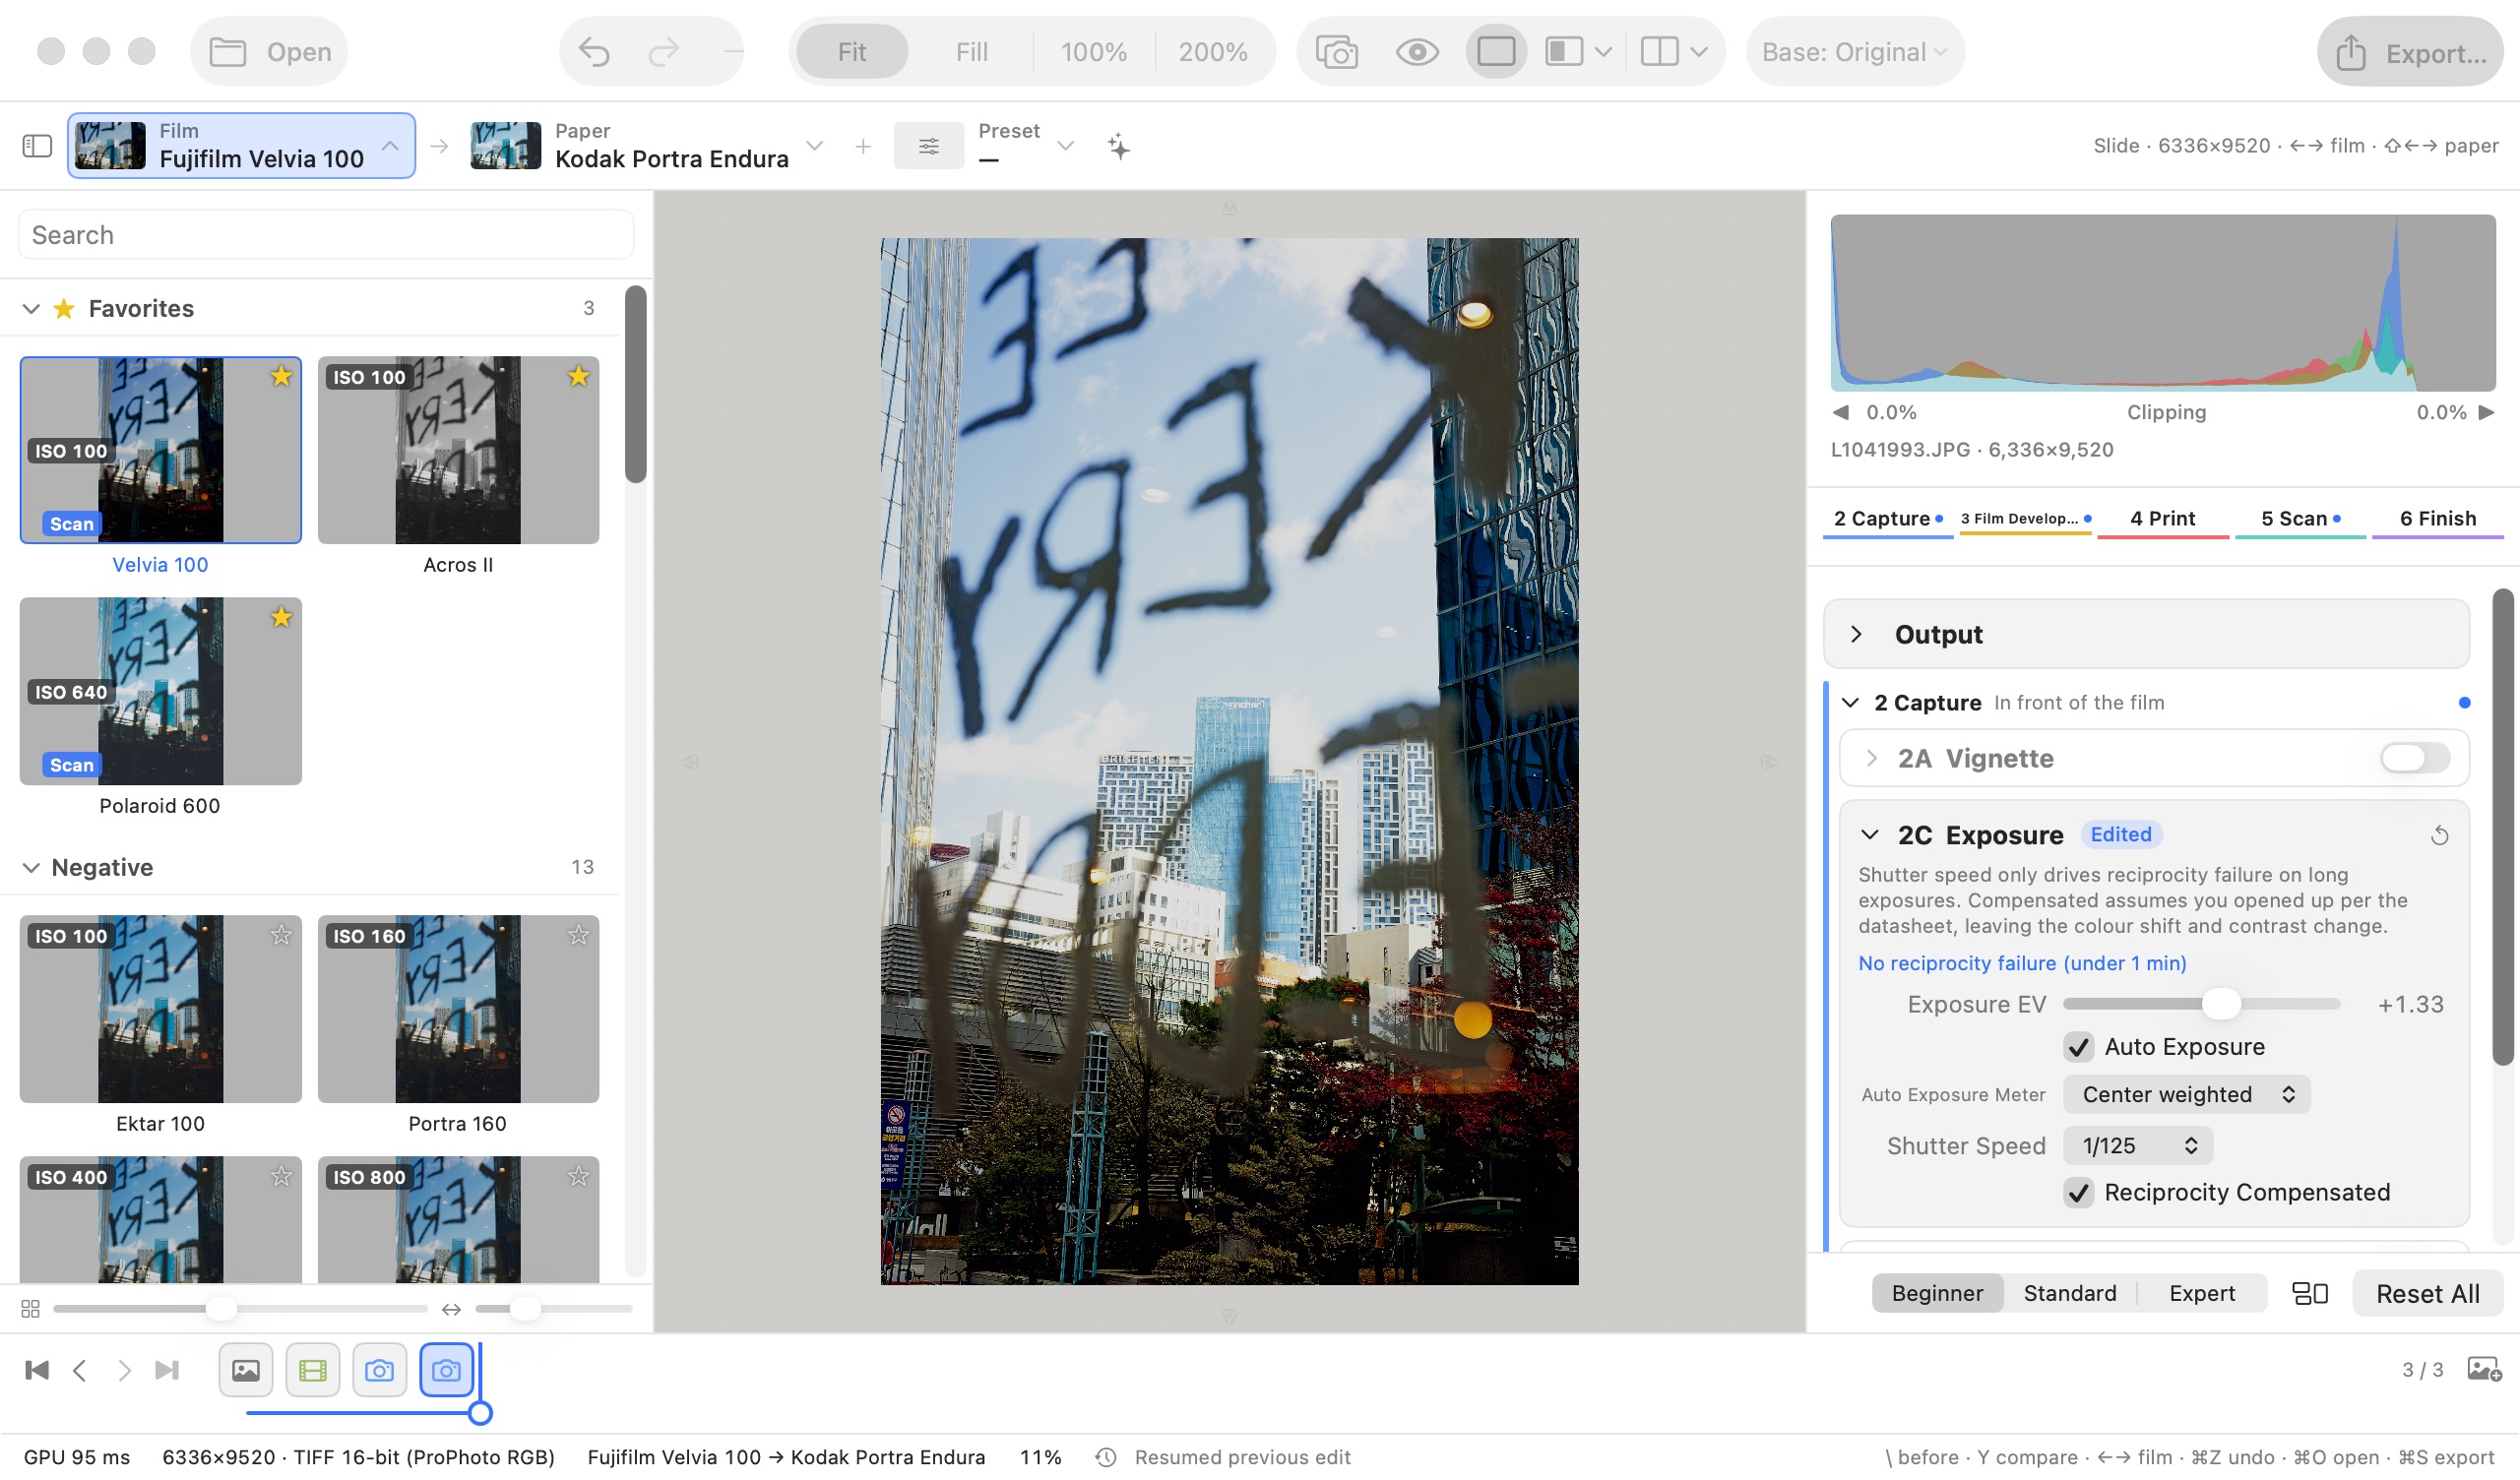 Open
Fit
Fill
100%
200%
Base: Original
Export...
Film
Fujifilm Velvia 100
Paper
Kodak Portra Endura
Preset
—
Slide · 6336×9520 · ←→ film · ⇧←→ paper
Search
Favorites
3
ISO 100
Scan
Velvia 100
ISO 100
Acros II
ISO 640
Scan
Polaroid 600
Negative
13
ISO 100
Ektar 100
ISO 160
Portra 160
ISO 400
ISO 800
0.0%
Clipping
0.0%
L1041993.JPG · 6,336×9,520
2 Capture
3 Film Develop...
4 Print
5 Scan
6 Finish
Output
2 Capture In front of the film
2A Vignette
2C Exposure
Edited
Shutter speed only drives reciprocity failure on long
exposures. Compensated assumes you opened up per the
datasheet, leaving the colour shift and contrast change.
No reciprocity failure (under 1 min)
Exposure EV
+1.33
Auto Exposure
Auto Exposure Meter
Center weighted
Shutter Speed
1/125
Reciprocity Compensated
Beginner
Standard
Expert
Reset All
3 / 3
GPU 95 ms
6336×9520 · TIFF 16-bit (ProPhoto RGB)
Fujifilm Velvia 100 → Kodak Portra Endura
11%
Resumed previous edit
\ before · Y compare · ←→ film · ⌘Z undo · ⌘O open · ⌘S export